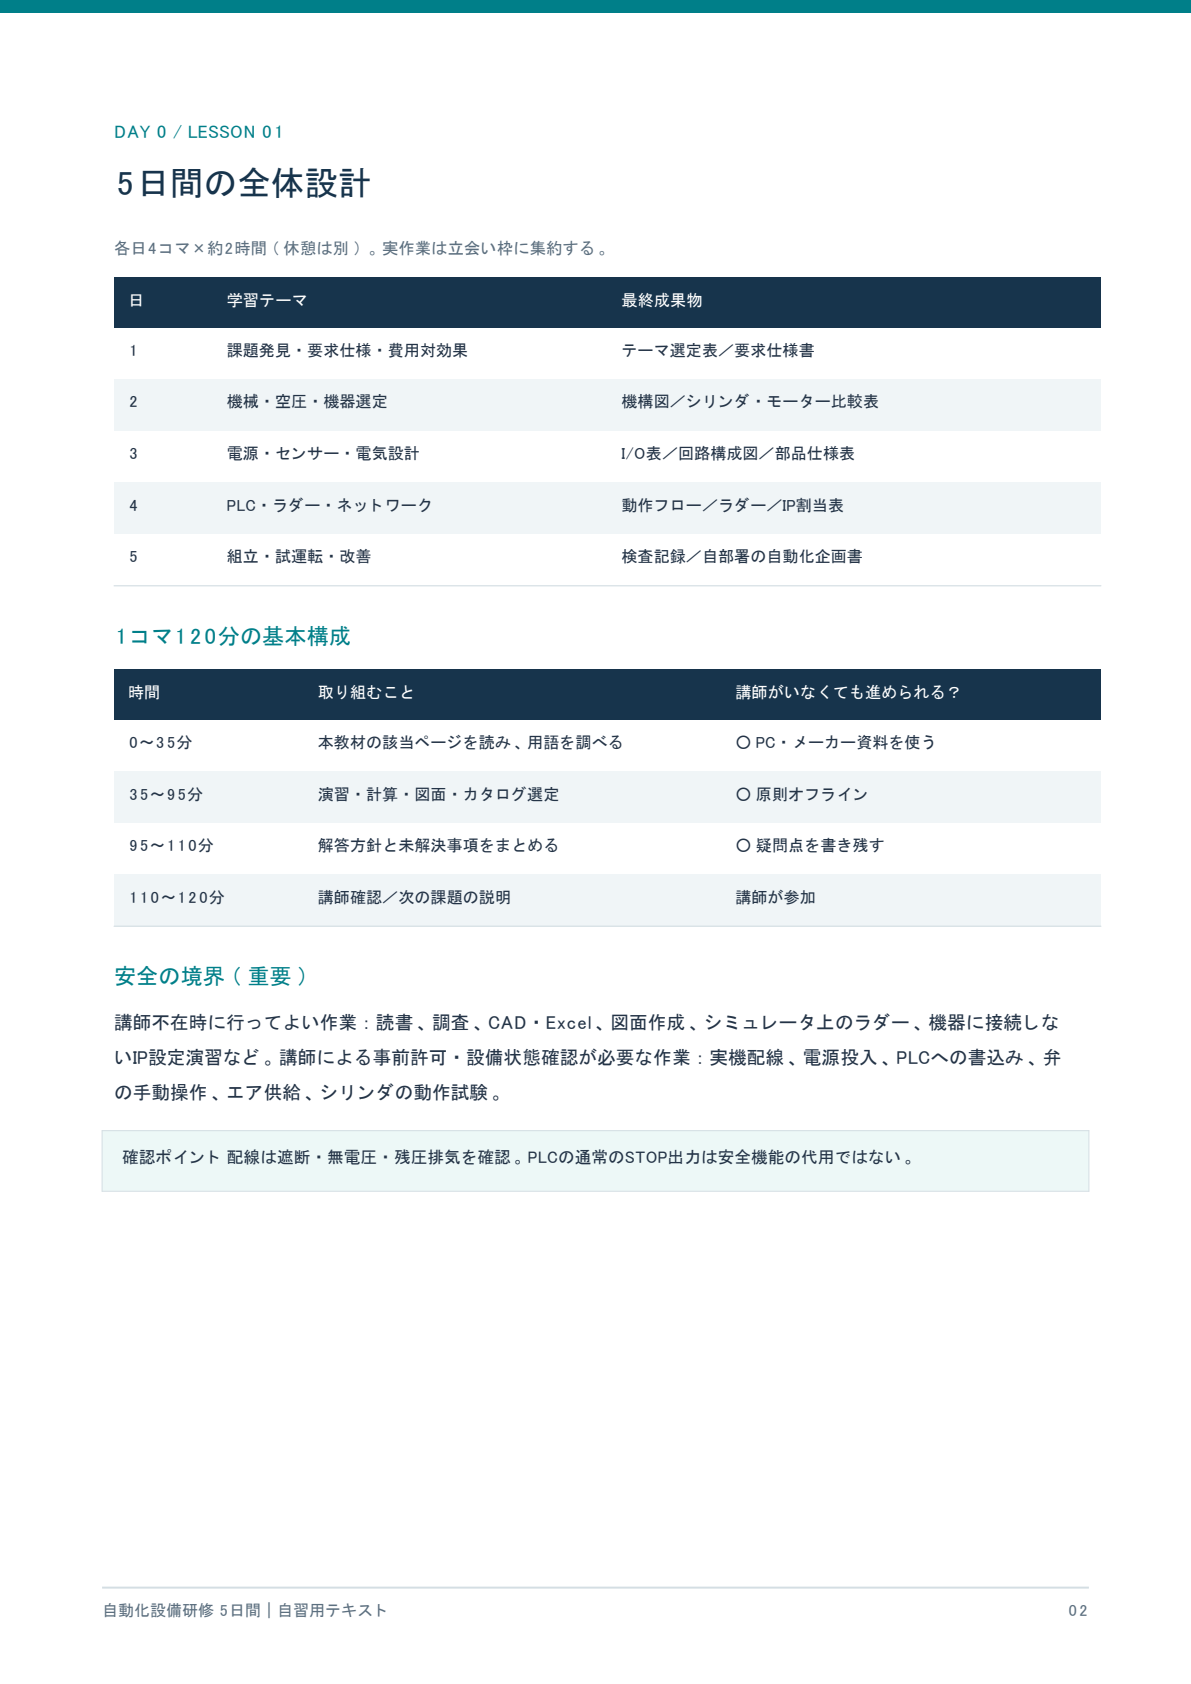 DAY 0 / LESSON 01
5日間の全体設計
各日4コマ×約2時間（休憩は別）。実作業は立会い枠に集約する。
日 学習テーマ 最終成果物
1 課題発見・要求仕様・費用対効果 テーマ選定表／要求仕様書
2 機械・空圧・機器選定 機構図／シリンダ・モーター比較表
3 電源・センサー・電気設計 I/O表／回路構成図／部品仕様表
4 PLC・ラダー・ネットワーク 動作フロー／ラダー／IP割当表
5 組立・試運転・改善 検査記録／自部署の自動化企画書
1コマ120分の基本構成
時間 取り組むこと 講師がいなくても進められる？
0〜35分 本教材の該当ページを読み、用語を調べる 〇 PC・メーカー資料を使う
35〜95分 演習・計算・図面・カタログ選定 〇 原則オフライン
95〜110分 解答方針と未解決事項をまとめる 〇 疑問点を書き残す
110〜120分 講師確認／次の課題の説明 講師が参加
安全の境界（重要）
講師不在時に行ってよい作業：読書、調査、CAD・Excel、図面作成、シミュレータ上のラダー、機器に接続しな
いIP設定演習など。講師による事前許可・設備状態確認が必要な作業：実機配線、電源投入、PLCへの書込み、弁
の手動操作、エア供給、シリンダの動作試験。
確認ポイント 配線は遮断・無電圧・残圧排気を確認。PLCの通常のSTOP出力は安全機能の代用ではない。
自動化設備研修 5日間｜自習用テキスト 02